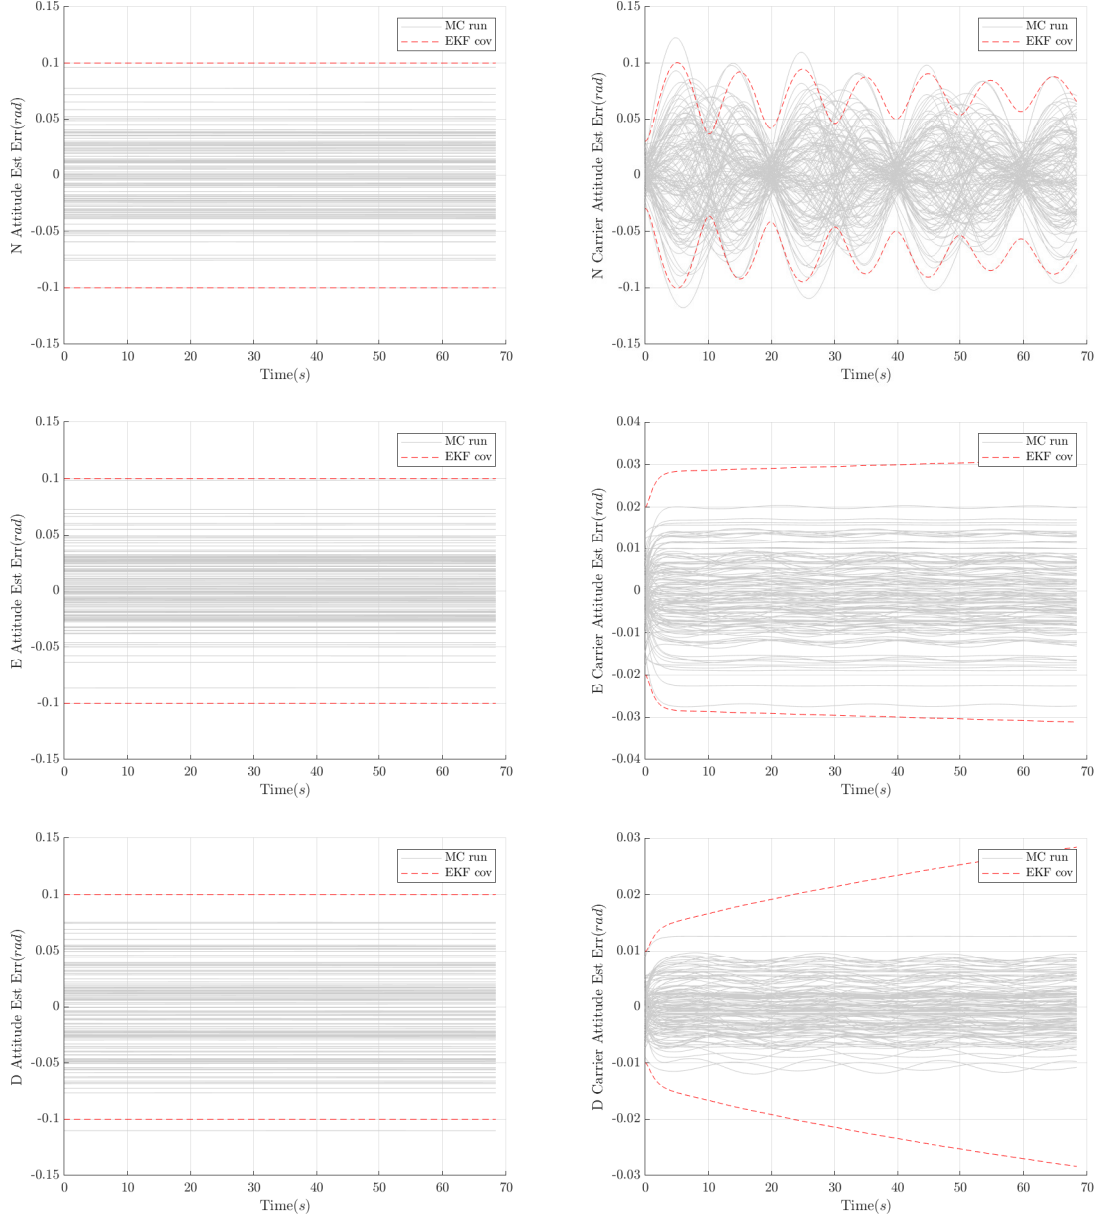 0.15
0.1
0.05
0
-0.05
-0.1
-0.15
N Attitude Est Err(rad)
MC run
EKF cov
0 10 20 30 40 50 60 70
Time(s)
0.15
0.1
0.05
0
-0.05
-0.1
-0.15
N Carrier Attitude Est Err(rad)
MC run
EKF cov
0 10 20 30 40 50 60 70
Time(s)
0.15
0.1
0.05
0
-0.05
-0.1
-0.15
E Attitude Est Err(rad)
MC run
EKF cov
0 10 20 30 40 50 60 70
Time(s)
0.04
0.03
0.02
0.01
0
-0.01
-0.02
-0.03
-0.04
E Carrier Attitude Est Err(rad)
MC run
EKF cov
0 10 20 30 40 50 60 70
Time(s)
0.15
0.1
0.05
0
-0.05
-0.1
-0.15
D Attitude Est Err(rad)
MC run
EKF cov
0 10 20 30 40 50 60 70
Time(s)
0.03
0.02
0.01
0
-0.01
-0.02
-0.03
D Carrier Attitude Est Err(rad)
MC run
EKF cov
0 10 20 30 40 50 60 70
Time(s)